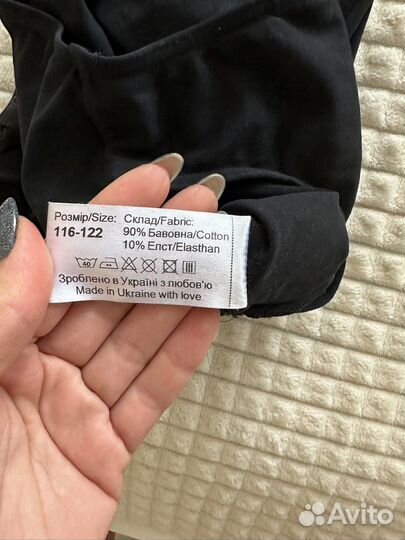 Розмір/Size: Склад/Fabric:
116-122 90% Бавовна/Cotton
10% Еласт/Elasthan
40
Зроблено в Україні з любов'ю
Made in Ukraine with love
Avito